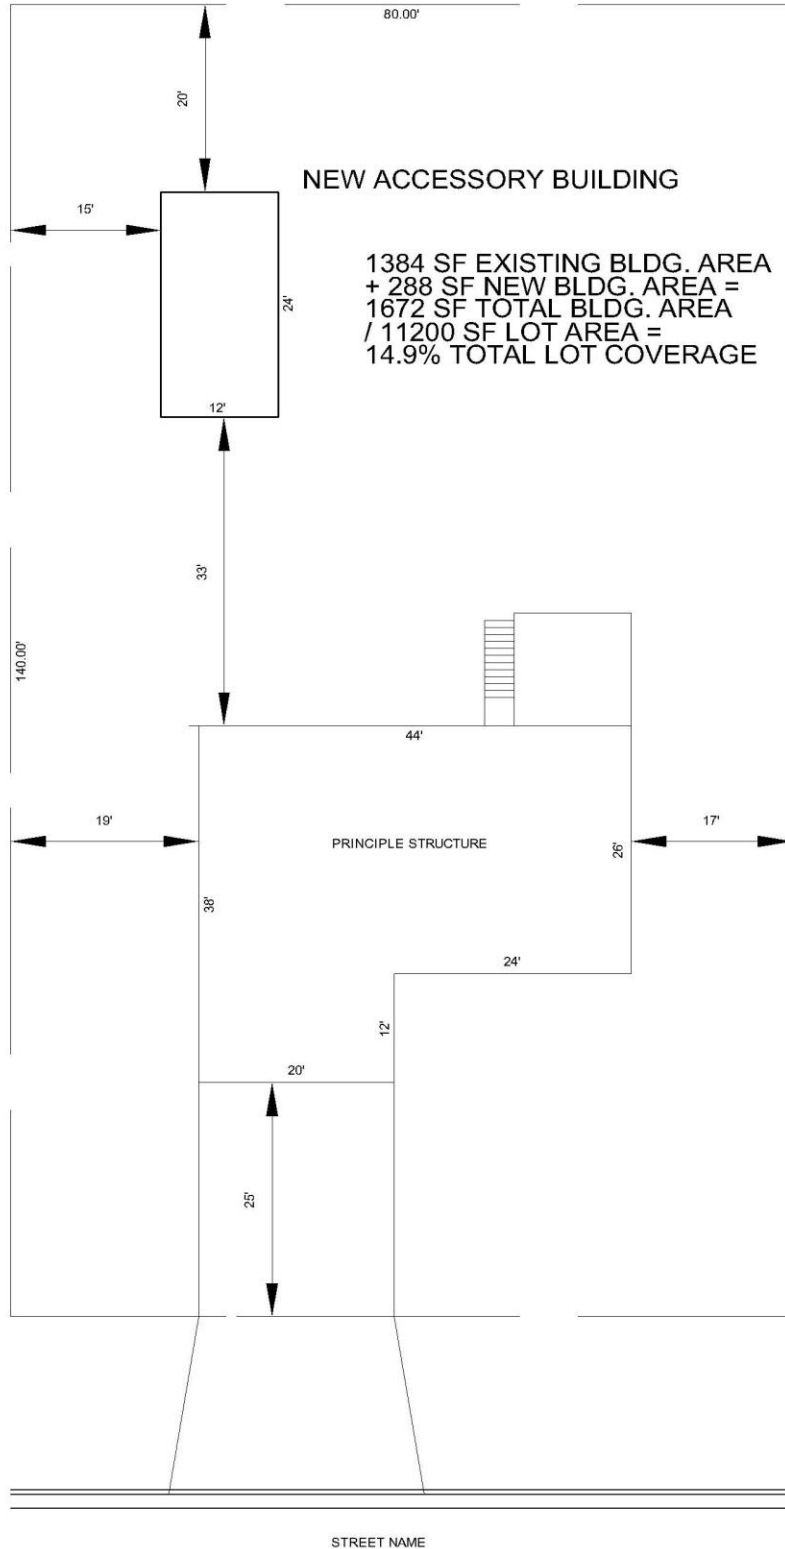 80.00'
20'
NEW ACCESSORY BUILDING
15'
1384 SF EXISTING BLDG. AREA
+ 288 SF NEW BLDG. AREA =
1672 SF TOTAL BLDG. AREA
/ 11200 SF LOT AREA =
14.9% TOTAL LOT COVERAGE
24'
12'
33'
140.00'
44'
19'
17'
PRINCIPLE STRUCTURE
26'
38'
24'
12'
20'
25'
STREET NAME